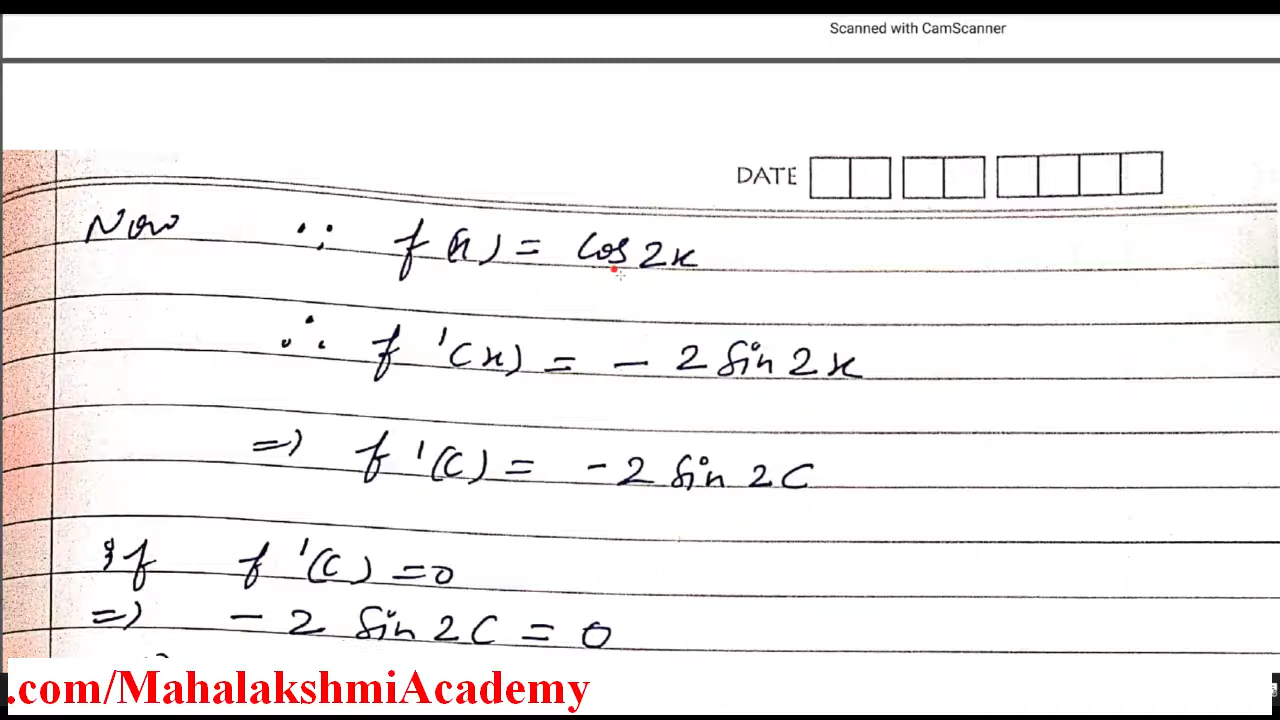 Scanned with CamScanner
DATE
Now ∵ f(x) = cos 2x
∴ f '(x) = - 2 Sin 2x
=> f '(C) = -2 Sin 2C
if f '(C) = 0
=> - 2 Sin 2C = 0
.com/MahalakshmiAcademy